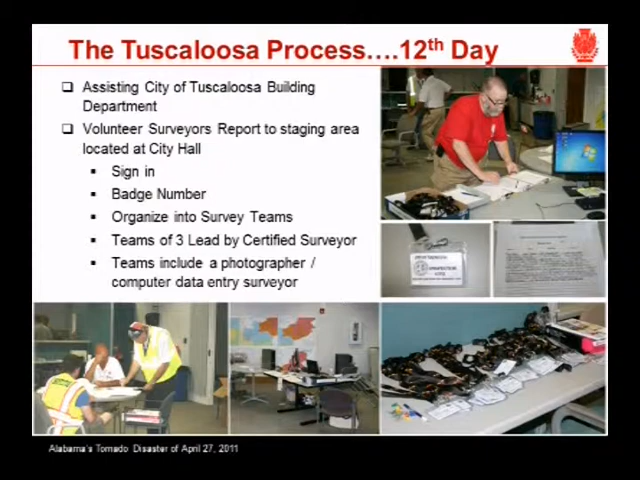 The Tuscaloosa Process….12th Day
❑ Assisting City of Tuscaloosa Building
Department
❑ Volunteer Surveyors Report to staging area
located at City Hall
▪ Sign in
▪ Badge Number
▪ Organize into Survey Teams
▪ Teams of 3 Lead by Certified Surveyor
▪ Teams include a photographer /
computer data entry surveyor
Alabama's Tornado Disaster of April 27, 2011